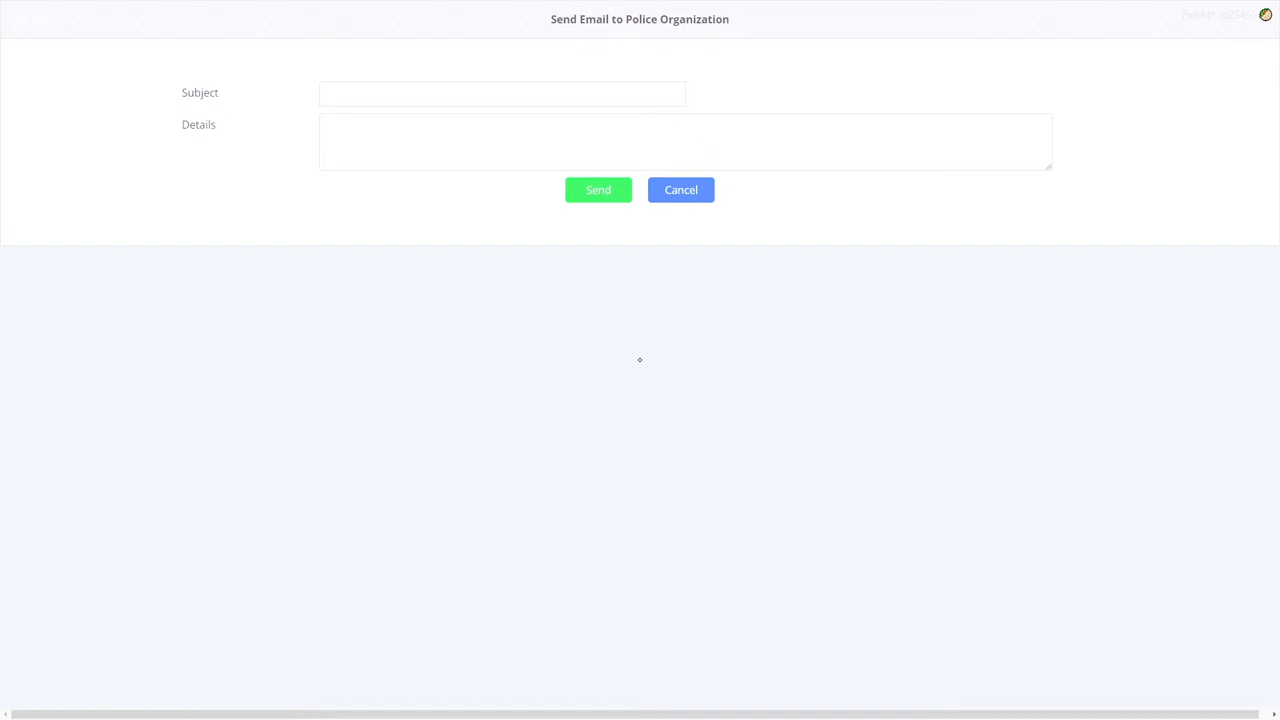 Send Email to Police Organization
Subject
Details
Send
Cancel